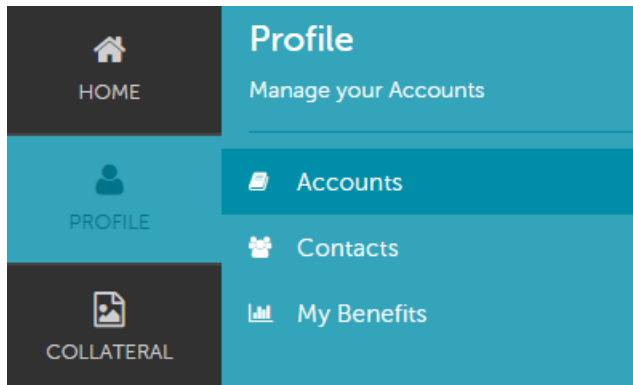 HOME
PROFILE
COLLATERAL
Profile
Manage your Accounts
Accounts
Contacts
My Benefits